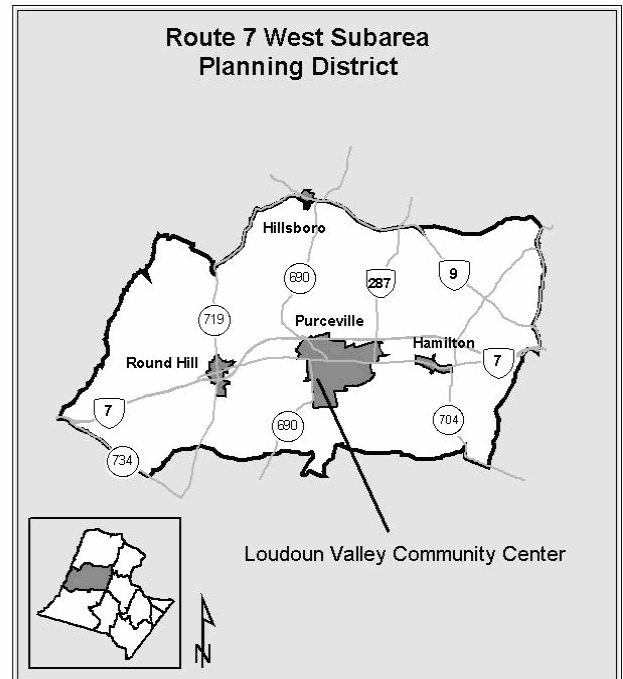 Route 7 West Subarea
Planning District
Hillsboro
690
287
9
719
Purceville
Hamilton
Round Hill
7
7
690
704
734
Loudoun Valley Community Center
N